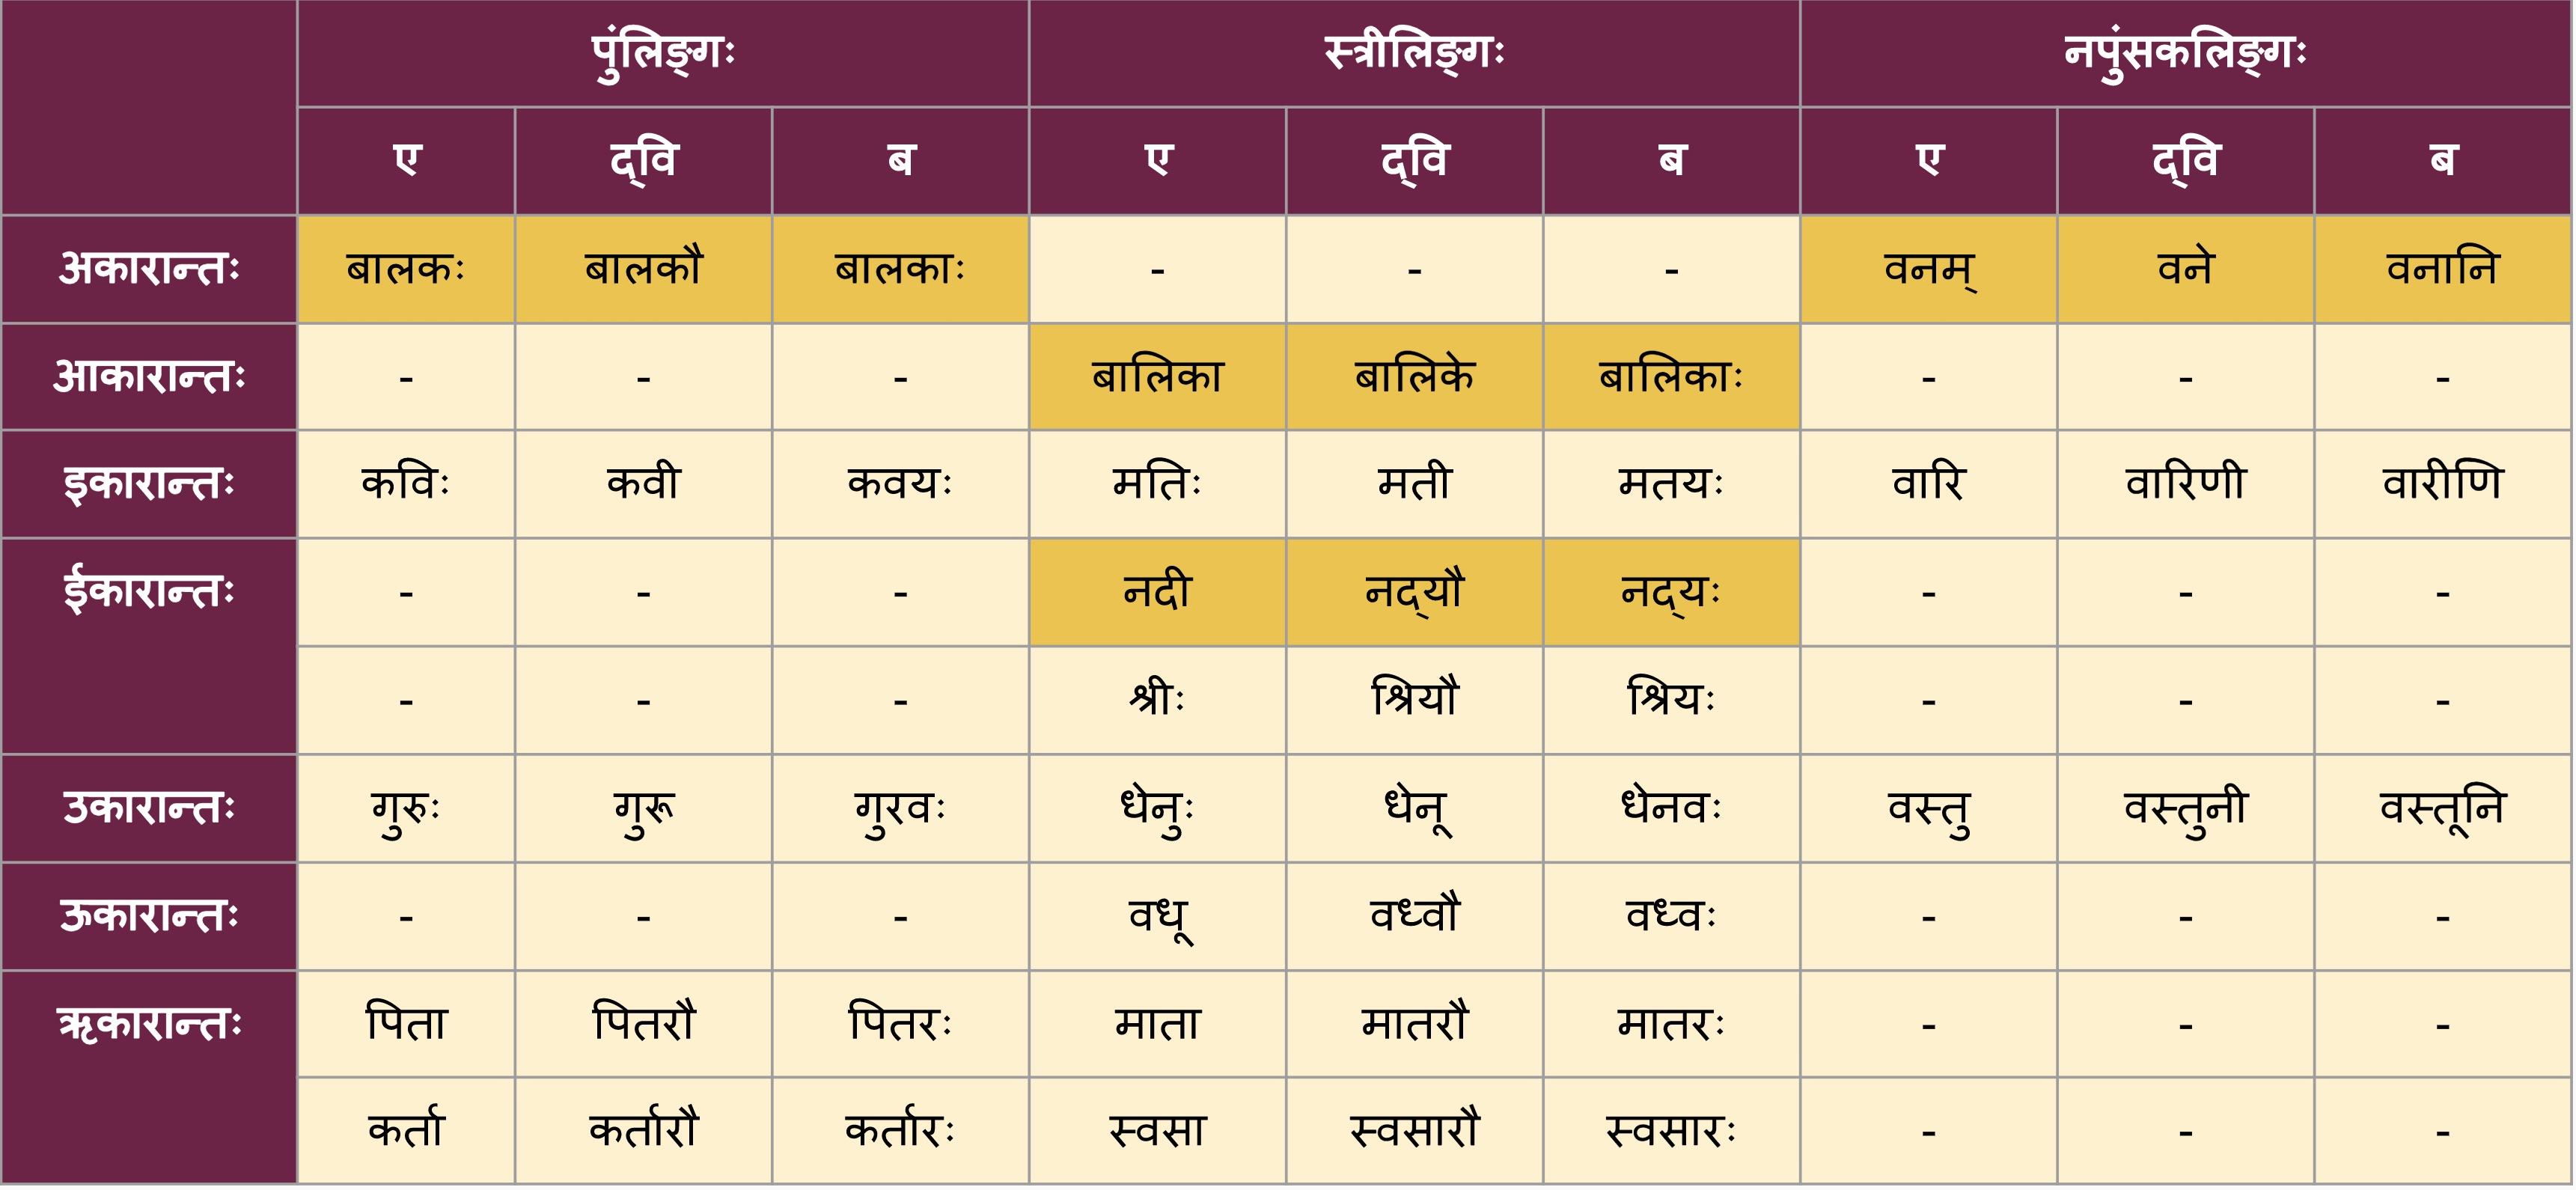 पुंलिङ्गः स्त्रीलिङ्गः नपुंसकलिङ्गः
ए द्वि ब ए द्वि ब ए द्वि ब
अकारान्तः बालकः बालकौ बालकाः - - - वनम् वने वनानि
आकारान्तः - - - बालिका बालिके बालिकाः - - -
इकारान्तः कविः कवी कवयः मतिः मती मतयः वारि वारिणी वारीणि
ईकारान्तः - - - नदी नद्यौ नद्यः - - -
- - - श्रीः श्रियौ श्रियः - - -
उकारान्तः गुरुः गुरू गुरवः धेनुः धेनू धेनवः वस्तु वस्तुनी वस्तूनि
ऊकारान्तः - - - वधू वध्वौ वध्वः - - -
ऋकारान्तः पिता पितरौ पितरः माता मातरौ मातरः - - -
कर्ता कर्तारौ कर्तारः स्वसा स्वसारौ स्वसारः - - -